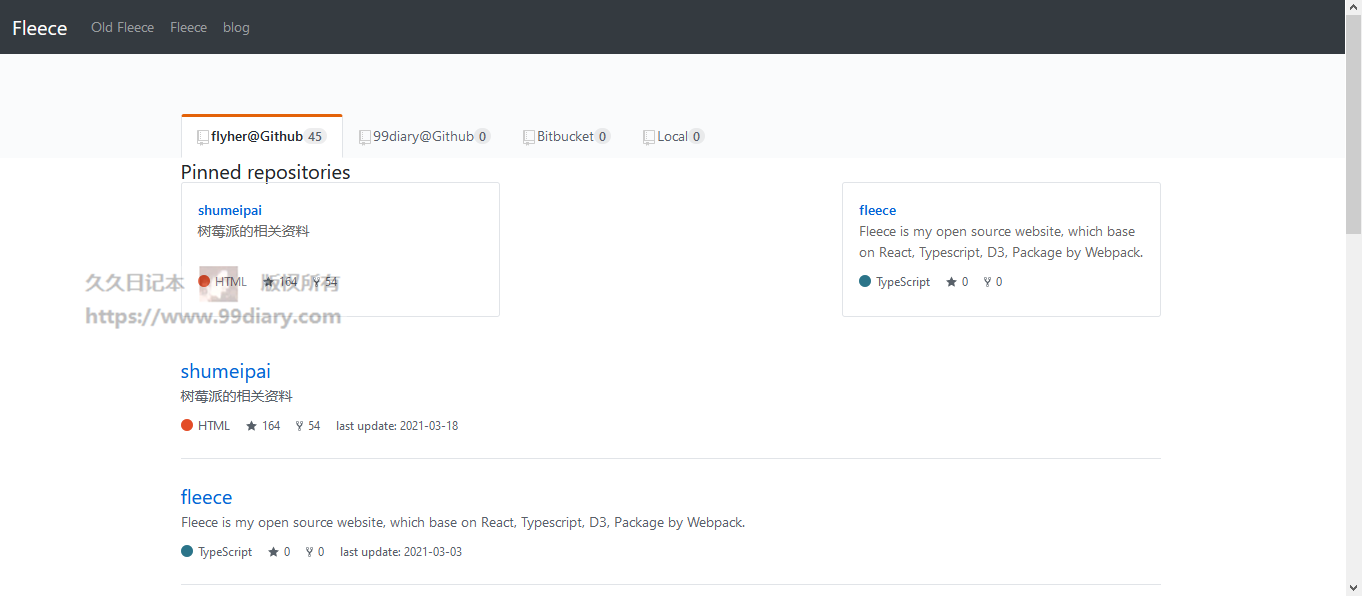 Fleece Old Fleece Fleece blog
flyher@Github 45 99diary@Github 0 Bitbucket 0 Local 0
Pinned repositories
shumeipai
树莓派的相关资料
HTML 164 54
fleece
Fleece is my open source website, which base
on React, Typescript, D3, Package by Webpack.
TypeScript 0 0
久久日记本 版权所有
https://www.99diary.com
shumeipai
树莓派的相关资料
HTML 164 54 last update: 2021-03-18
fleece
Fleece is my open source website, which base on React, Typescript, D3, Package by Webpack.
TypeScript 0 0 last update: 2021-03-03